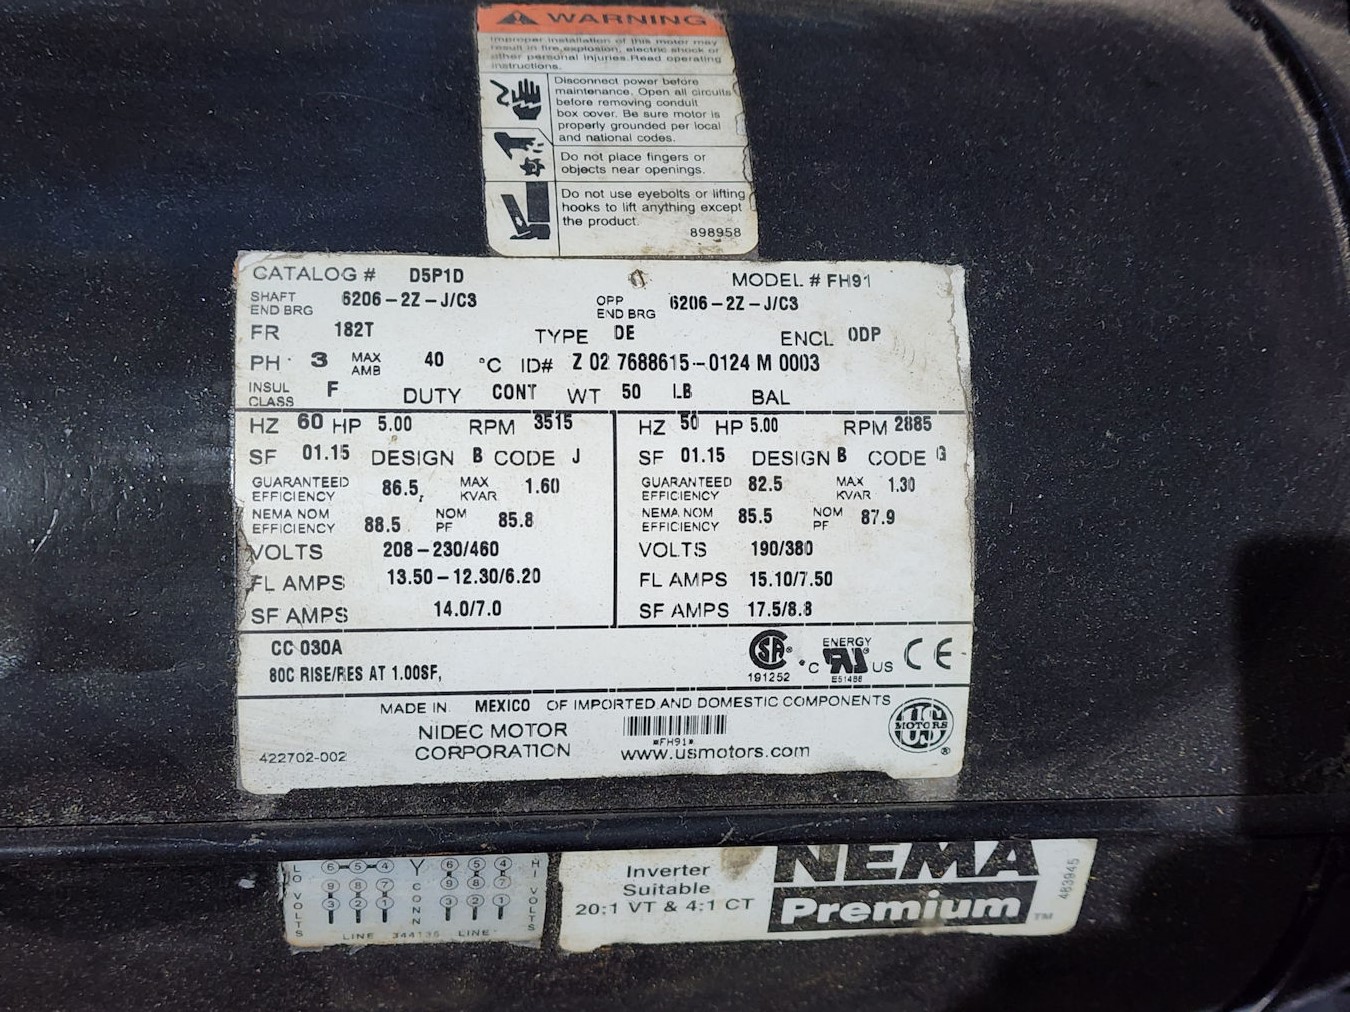 WARNING
Improper installation of this motor may
result in fire, explosion, electric shock or
other personal injuries. Read operating
instructions.
Disconnect power before
maintenance. Open all circuits
before removing conduit
box cover. Be sure motor is
properly grounded per local
and national codes.
Do not place fingers or
objects near openings.
Do not use eyebolts or lifting
hooks to lift anything except
the product.
898958
CATALOG # D5P1D MODEL # FH91
SHAFT END BRG 6206-2Z-J/C3 OPP END BRG 6206-2Z-J/C3
FR 182T TYPE DE ENCL ODP
PH 3 MAX AMB 40 °C ID# Z 02 7688615-0124 M 0003
INSUL CLASS F DUTY CONT WT 50 LB BAL
HZ 60 HP 5.00 RPM 3515
SF 01.15 DESIGN B CODE J
GUARANTEED EFFICIENCY 86.5 MAX KVAR 1.60
NEMA NOM EFFICIENCY 88.5 NOM PF 85.8
VOLTS 208-230/460
FL AMPS 13.50-12.30/6.20
SF AMPS 14.0/7.0
HZ 50 HP 5.00 RPM 2885
SF 01.15 DESIGN B CODE G
GUARANTEED EFFICIENCY 82.5 MAX KVAR 1.30
NEMA NOM EFFICIENCY 85.5 NOM PF 87.9
VOLTS 190/380
FL AMPS 15.10/7.50
SF AMPS 17.5/8.8
CC 030A
80C RISE/RES AT 1.00SF,
SA ® 191252
ENERGY
c UR ® US
E51488
CE
MADE IN MEXICO OF IMPORTED AND DOMESTIC COMPONENTS
NIDEC MOTOR
CORPORATION
*FH91*
www.usmotors.com
422702-002
US MOTORS ®
LO VOLTS
6 5 4
9 8 7
3 2 1
LINE
Y CONN
344135
6 5 4
9 8 7
3 2 1
LINE
HI VOLTS
Inverter
Suitable
20:1 VT & 4:1 CT
NEMA
Premium ™
483945